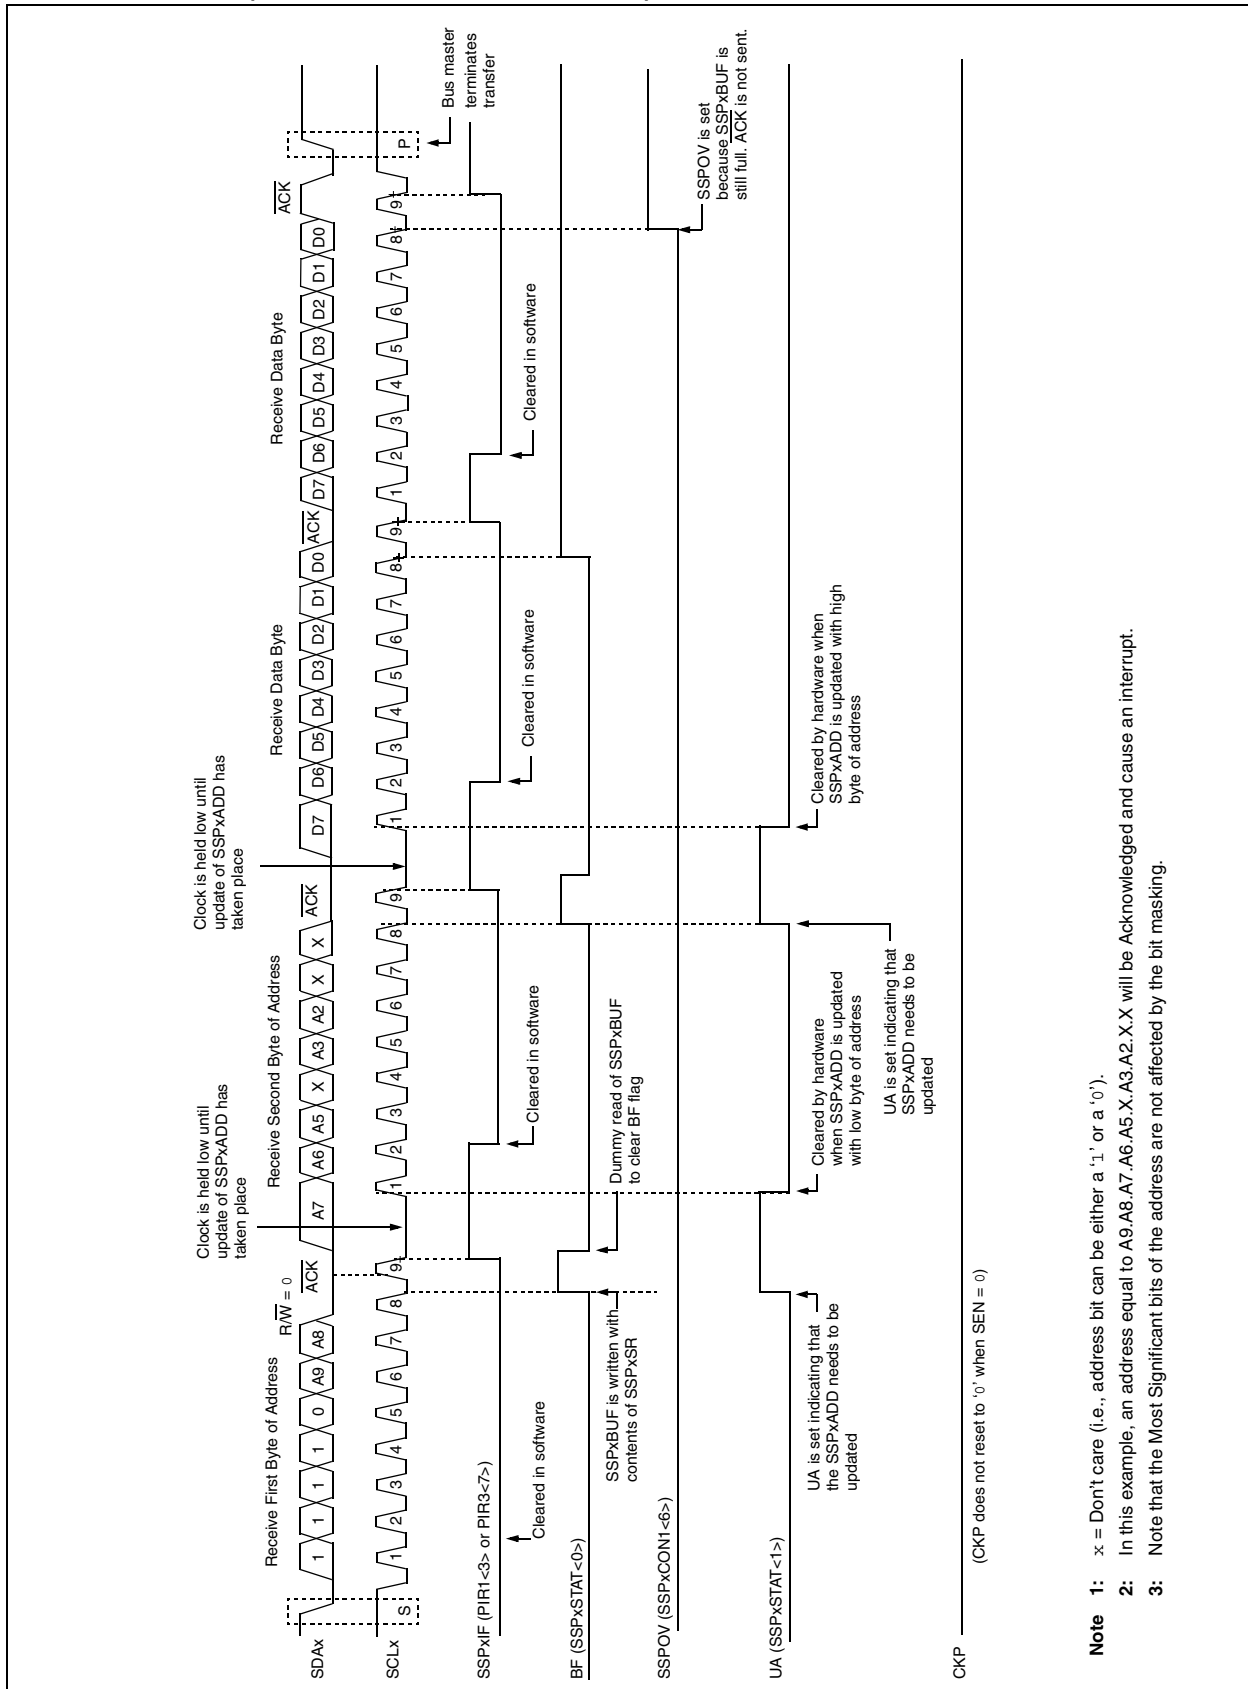 Receive First Byte of Address
R/W = 0
ACK
Clock is held low until
update of SSPxADD has
taken place
Receive Second Byte of Address
ACK
Clock is held low until
update of SSPxADD has
taken place
Receive Data Byte
ACK
Receive Data Byte
ACK
SDAx
1 1 1 1 0 A9 A8
A7 A6 A5 X A3 A2 X X
D7 D6 D5 D4 D3 D2 D1 D0
D7 D6 D5 D4 D3 D2 D1 D0
SCLx
S 1 2 3 4 5 6 7 8 9
1 2 3 4 5 6 7 8 9
1 2 3 4 5 6 7 8 9
1 2 3 4 5 6 7 8 9 P
Bus master
terminates
transfer
SSPxIF (PIR1<3> or PIR3<7>)
Cleared in software
Cleared in software
Cleared in software
Cleared in software
BF (SSPxSTAT<0>)
SSPxBUF is written with
contents of SSPxSR
Dummy read of SSPxBUF
to clear BF flag
SSPOV (SSPxCON1<6>)
SSPOV is set
because SSPxBUF is
still full. ACK is not sent.
UA (SSPxSTAT<1>)
UA is set indicating that
the SSPxADD needs to be
updated
Cleared by hardware
when SSPxADD is updated
with low byte of address
UA is set indicating that
SSPxADD needs to be
updated
Cleared by hardware when
SSPxADD is updated with high
byte of address
CKP
(CKP does not reset to ‘0’ when SEN = 0)
Note 1: x = Don’t care (i.e., address bit can be either a ‘1’ or a ‘0’).
2: In this example, an address equal to A9.A8.A7.A6.A5.X.A3.A2.X.X will be Acknowledged and cause an interrupt.
3: Note that the Most Significant bits of the address are not affected by the bit masking.